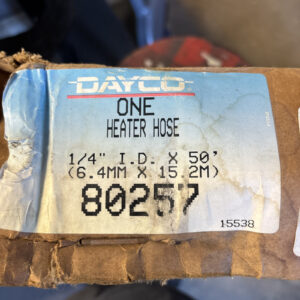 DAYCO
ONE
HEATER HOSE
1/4" I.D. X 50'
(6.4MM X 15.2M)
80257
15538